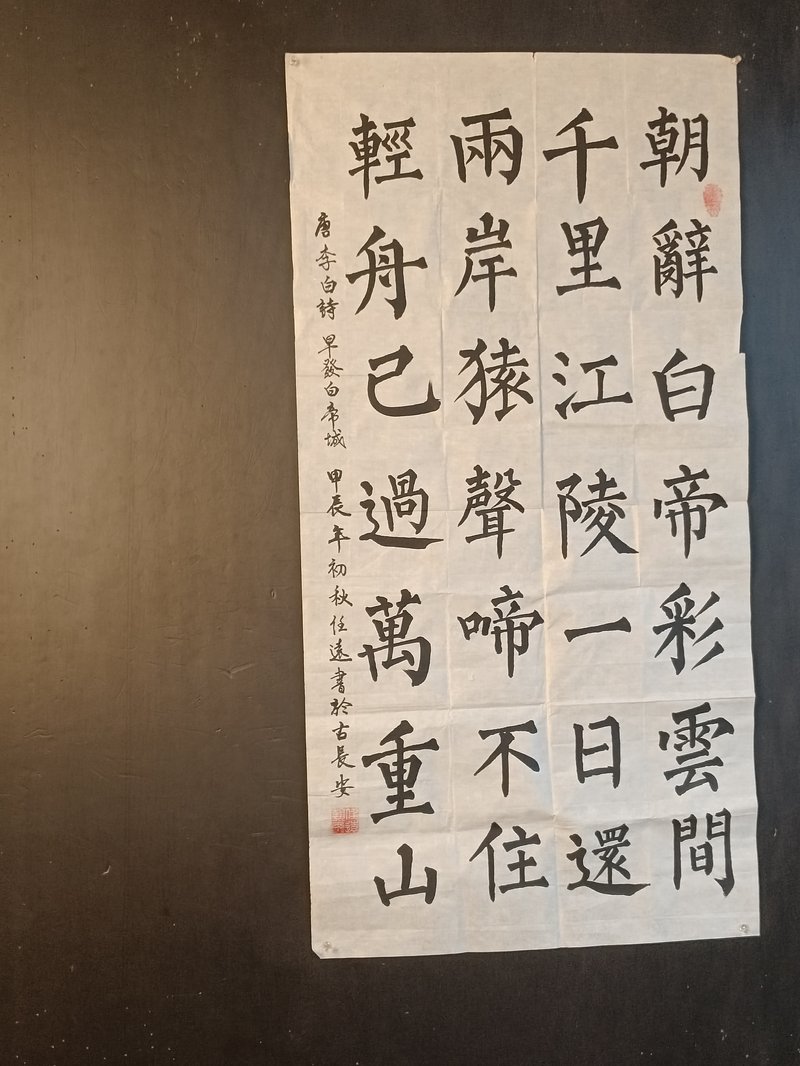 朝辭白帝彩雲間
千里江陵一日還
兩岸猿聲啼不住
輕舟已過萬重山
唐李白詩 早發白帝城 甲辰年初秋任遠書於古長安